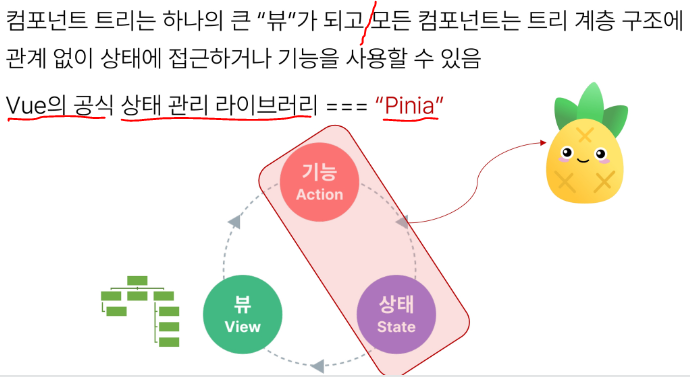 컴포넌트 트리는 하나의 큰 “뷰”가 되고 모든 컴포넌트는 트리 계층 구조에
관계 없이 상태에 접근하거나 기능을 사용할 수 있음
Vue의 공식 상태 관리 라이브러리 === “Pinia”
기능
Action
뷰
View
상태
State